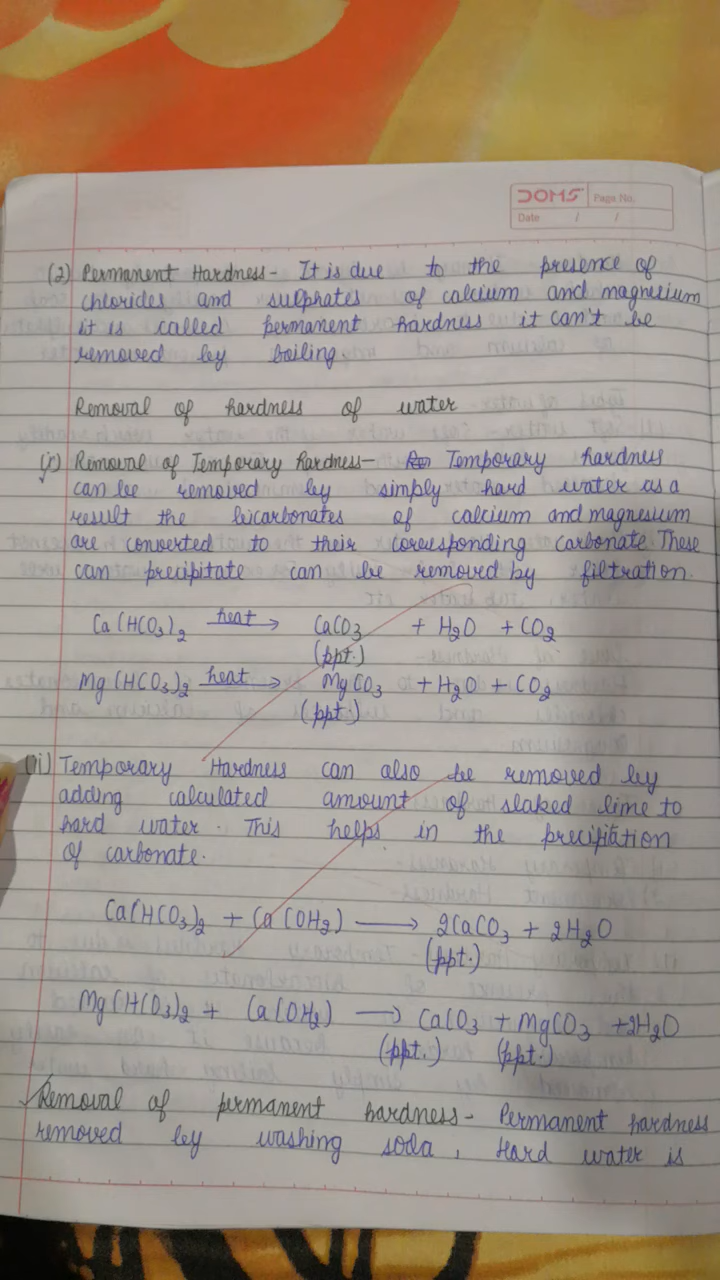 DOMS Page No.
Date / /
(2) Permanent Hardness- It is due to the presence of
chlorides and sulphates of calcium and magnesium
it is called permanent hardness it can't be
removed by boiling
Removal of hardness of water
(i) Removal of Temporary hardness- Temporary hardness
can be removed by simply hard water as a
result the bicarbonates of calcium and magnesium
are converted to their corresponding carbonate These
can precipitate can be removed by filtration.
Ca(HCO3)2 heat → CaCO3 + H2O + CO2
(ppt.)
Mg(HCO3)2 heat → MgCO3 + H2O + CO2
(ppt.)
ii) Temporary Hardness can also be removed by
adding calculated amount of slaked lime to
hard water. This helps in the precipitation
of carbonate.
Ca(HCO3)2 + Ca(OH2) → 2CaCO3 + 2H2O
(ppt.)
Mg(HCO3)2 + Ca(OH2) → CaCO3 + MgCO3 + 2H2O
(ppt.) (ppt.)
Removal of permanent hardness- Permanent hardness
removed by washing soda, Hard water is